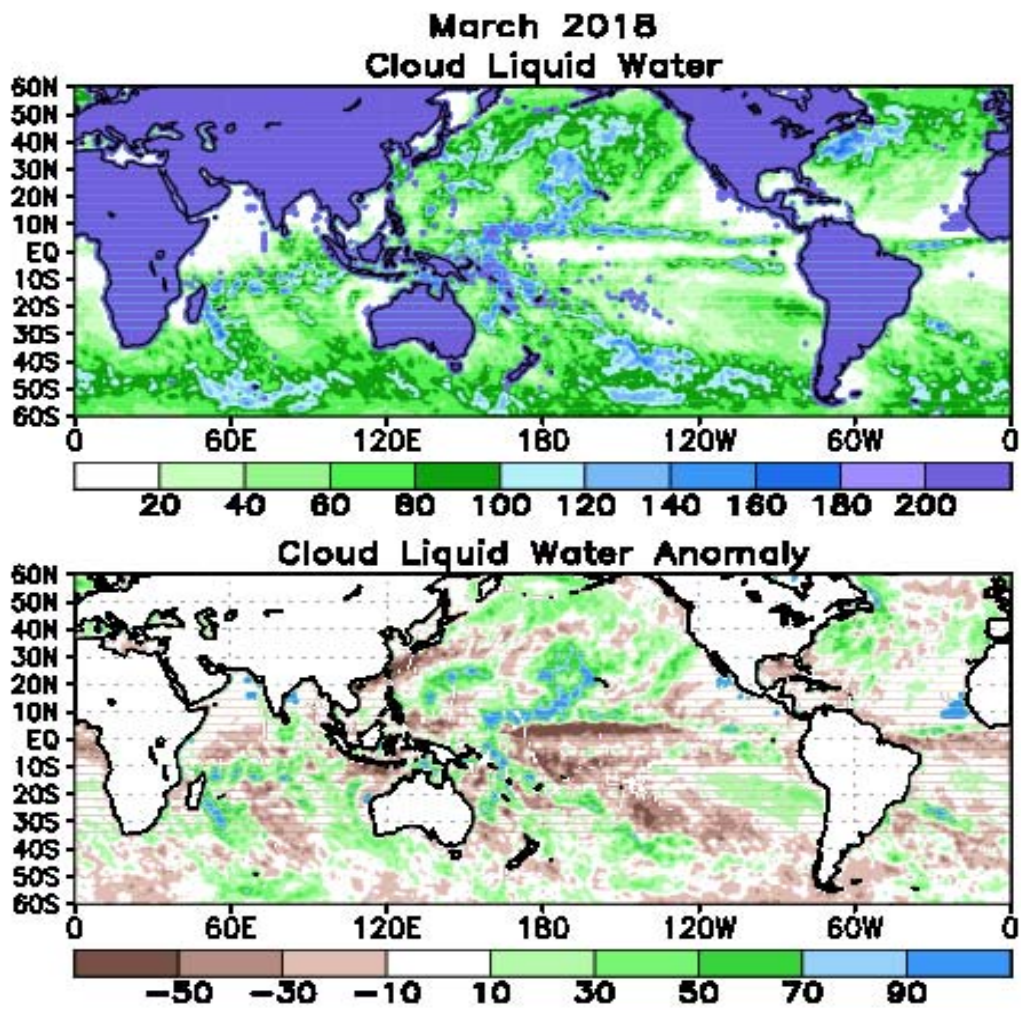 March 2018
Cloud Liquid Water
60N
50N
40N
30N
20N
10N
EQ
10S
20S
30S
40S
50S
60S
0 60E 120E 180 120W 60W 0
20 40 60 80 100 120 140 160 180 200
Cloud Liquid Water Anomaly
60N
50N
40N
30N
20N
10N
EQ
10S
20S
30S
40S
50S
60S
0 60E 120E 180 120W 60W 0
−50 −30 −10 10 30 50 70 90